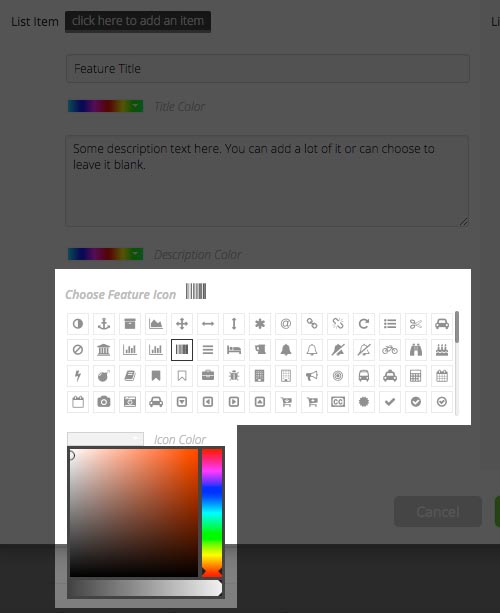 List Item click here to add an item
Feature Title
Title Color
Some description text here. You can add a lot of it or can choose to
leave it blank.
Description Color
Choose Feature Icon
Icon Color
Cancel